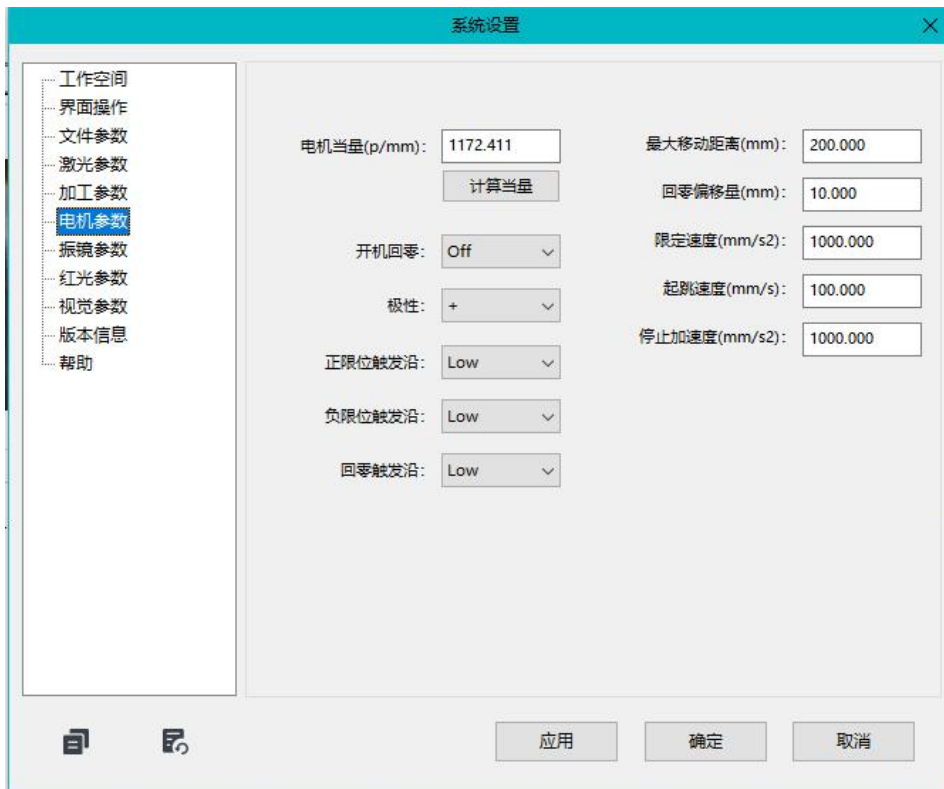 系统设置
工作空间
界面操作
文件参数
激光参数
加工参数
电机参数
振镜参数
红光参数
视觉参数
版本信息
帮助
电机当量(p/mm): 1172.411
计算当量
开机回零: Off
极性: +
正限位触发沿: Low
负限位触发沿: Low
回零触发沿: Low
最大移动距离(mm): 200.000
回零偏移量(mm): 10.000
限定速度(mm/s2): 1000.000
起跳速度(mm/s): 100.000
停止加速度(mm/s2): 1000.000
应用
确定
取消